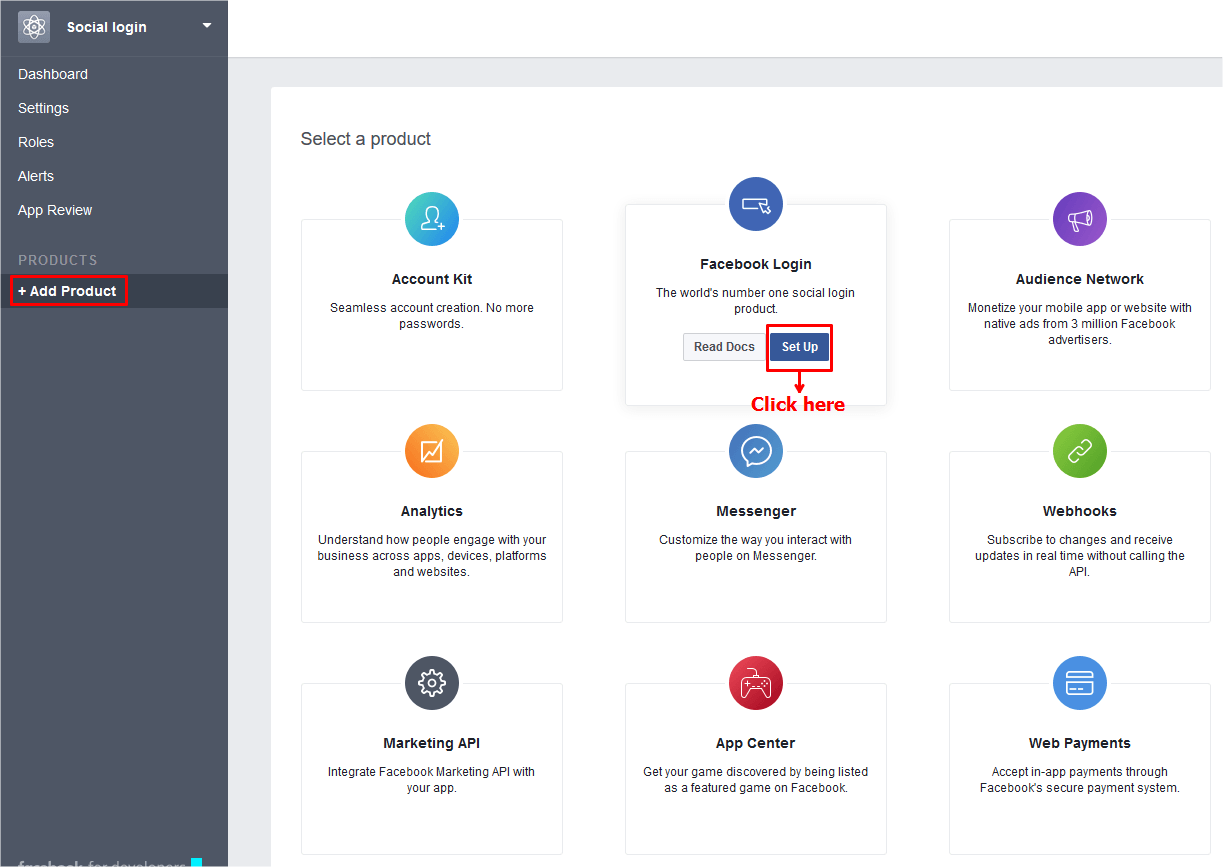 Social login
Dashboard
Settings
Roles
Alerts
App Review
PRODUCTS
+ Add Product
Select a product
Account Kit
Seamless account creation. No more
passwords.
Facebook Login
The world's number one social login
product.
Read Docs
Set Up
Click here
Audience Network
Monetize your mobile app or website with
native ads from 3 million Facebook
advertisers.
Analytics
Understand how people engage with your
business across apps, devices, platforms
and websites.
Messenger
Customize the way you interact with
people on Messenger.
Webhooks
Subscribe to changes and receive
updates in real time without calling the
API.
Marketing API
Integrate Facebook Marketing API with
your app.
App Center
Get your game discovered by being listed
as a featured game on Facebook.
Web Payments
Accept in-app payments through
Facebook's secure payment system.
facebook for developers